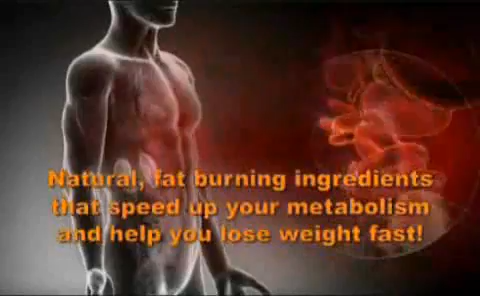 Natural, fat burning ingredients
that speed up your metabolism
and help you lose weight fast!